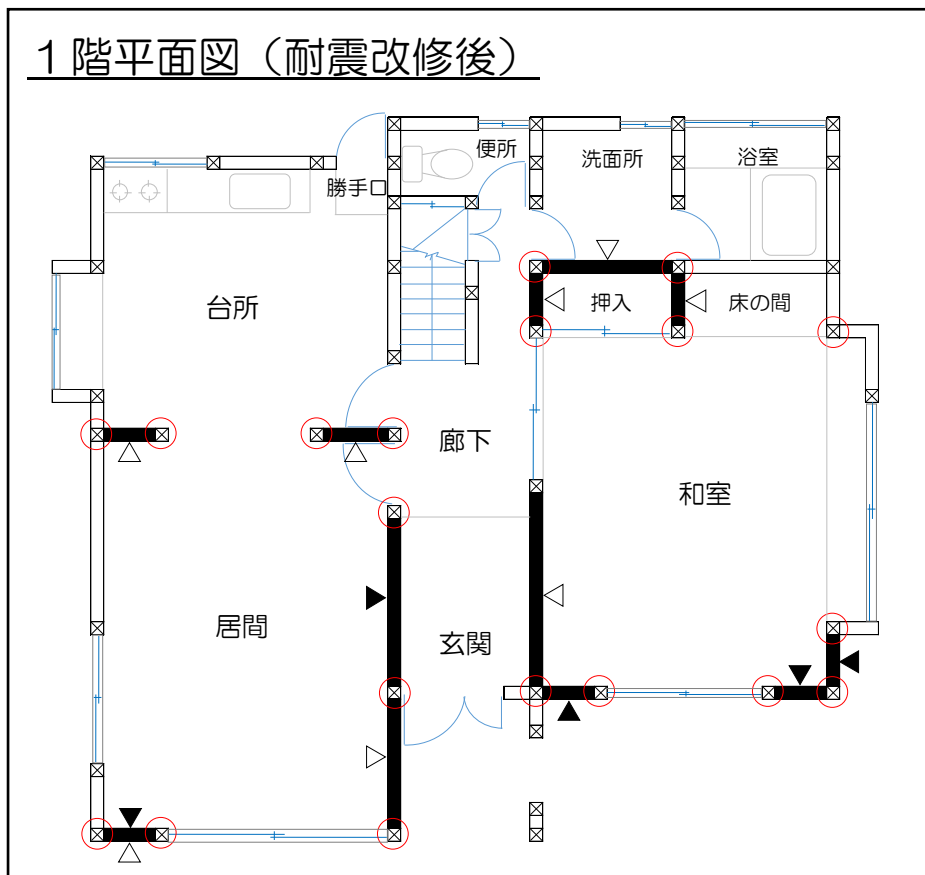 1階平面図（耐震改修後）
便所
洗面所
浴室
勝手口
台所
押入
床の間
廊下
和室
居間
玄関